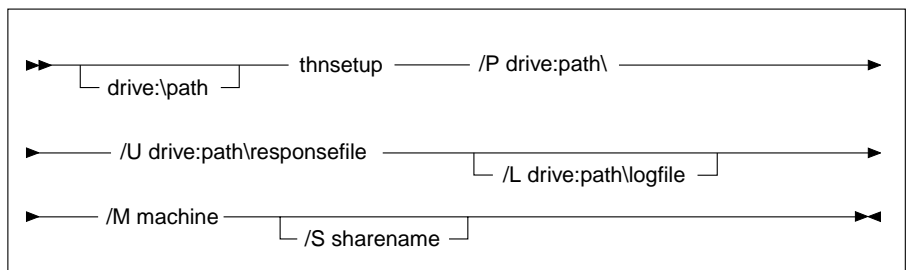 thnsetup /P drive:path\
drive:\path
/U drive:path\responsefile
/L drive:path\logfile
/M machine
/S sharename